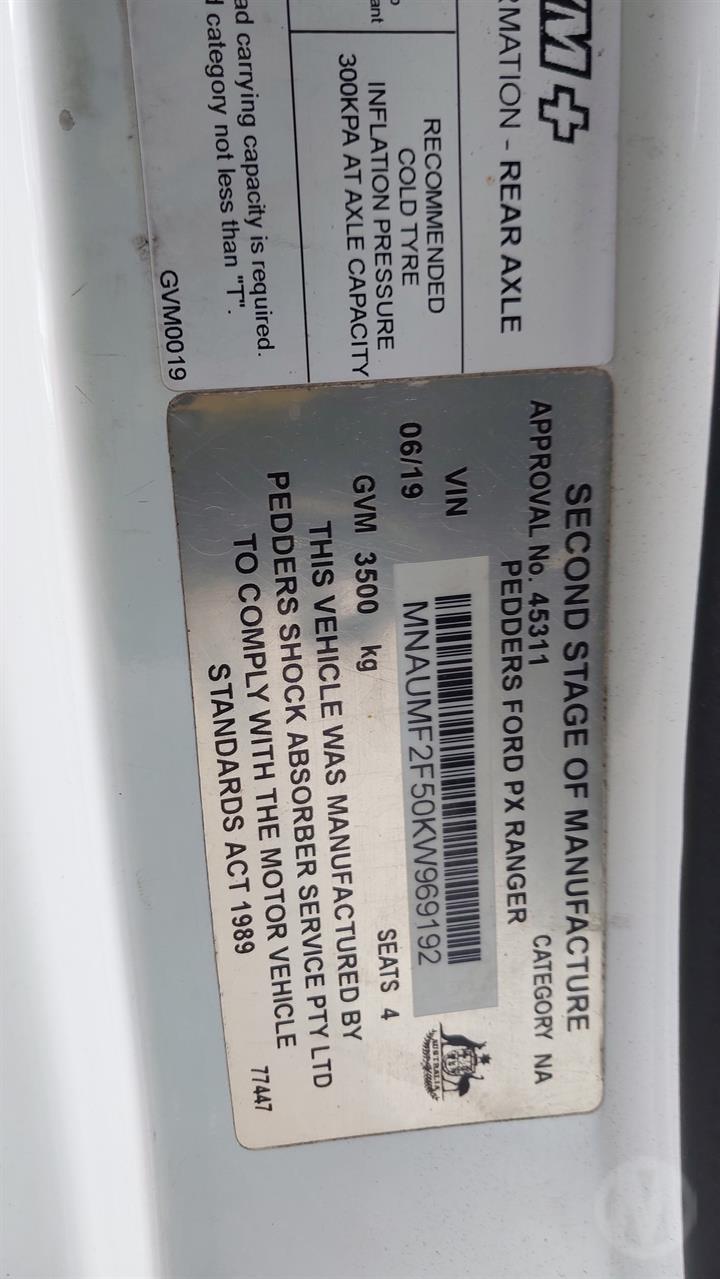 VM+
RMATION - REAR AXLE
RECOMMENDED
COLD TYRE
INFLATION PRESSURE
300KPA AT AXLE CAPACITY
ant
ad carrying capacity is required.
d category not less than "T".
GVM0019
SECOND STAGE OF MANUFACTURE
APPROVAL No. 45311 CATEGORY NA
PEDDERS FORD PX RANGER
VIN
MNAUMF2F50KW969192
AUSTRALIA
06/19 SEATS 4
GVM 3500 kg
THIS VEHICLE WAS MANUFACTURED BY
PEDDERS SHOCK ABSORBER SERVICE PTY LTD
TO COMPLY WITH THE MOTOR VEHICLE
STANDARDS ACT 1989
77447